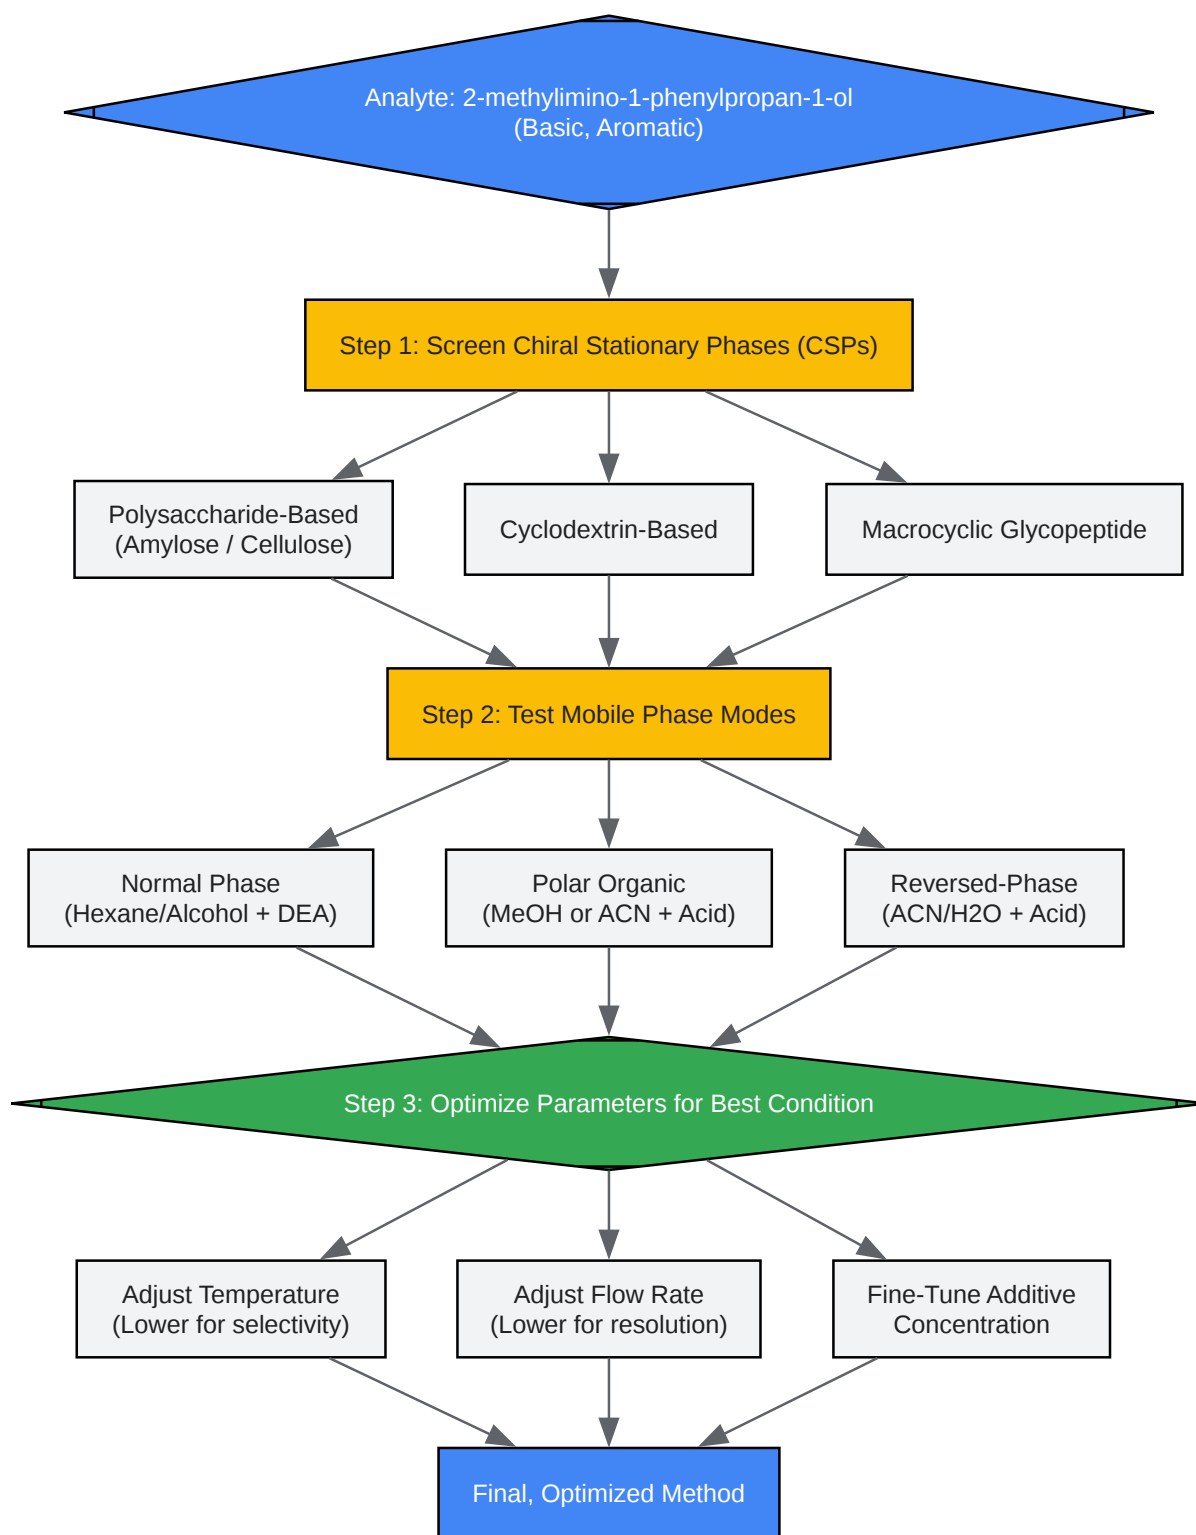 Analyte: 2-methylimino-1-phenylpropan-1-ol
(Basic, Aromatic)
Step 1: Screen Chiral Stationary Phases (CSPs)
Polysaccharide-Based
(Amylose / Cellulose)
Cyclodextrin-Based
Macrocyclic Glycopeptide
Step 2: Test Mobile Phase Modes
Normal Phase
(Hexane/Alcohol + DEA)
Polar Organic
(MeOH or ACN + Acid)
Reversed-Phase
(ACN/H2O + Acid)
Step 3: Optimize Parameters for Best Condition
Adjust Temperature
(Lower for selectivity)
Adjust Flow Rate
(Lower for resolution)
Fine-Tune Additive
Concentration
Final, Optimized Method